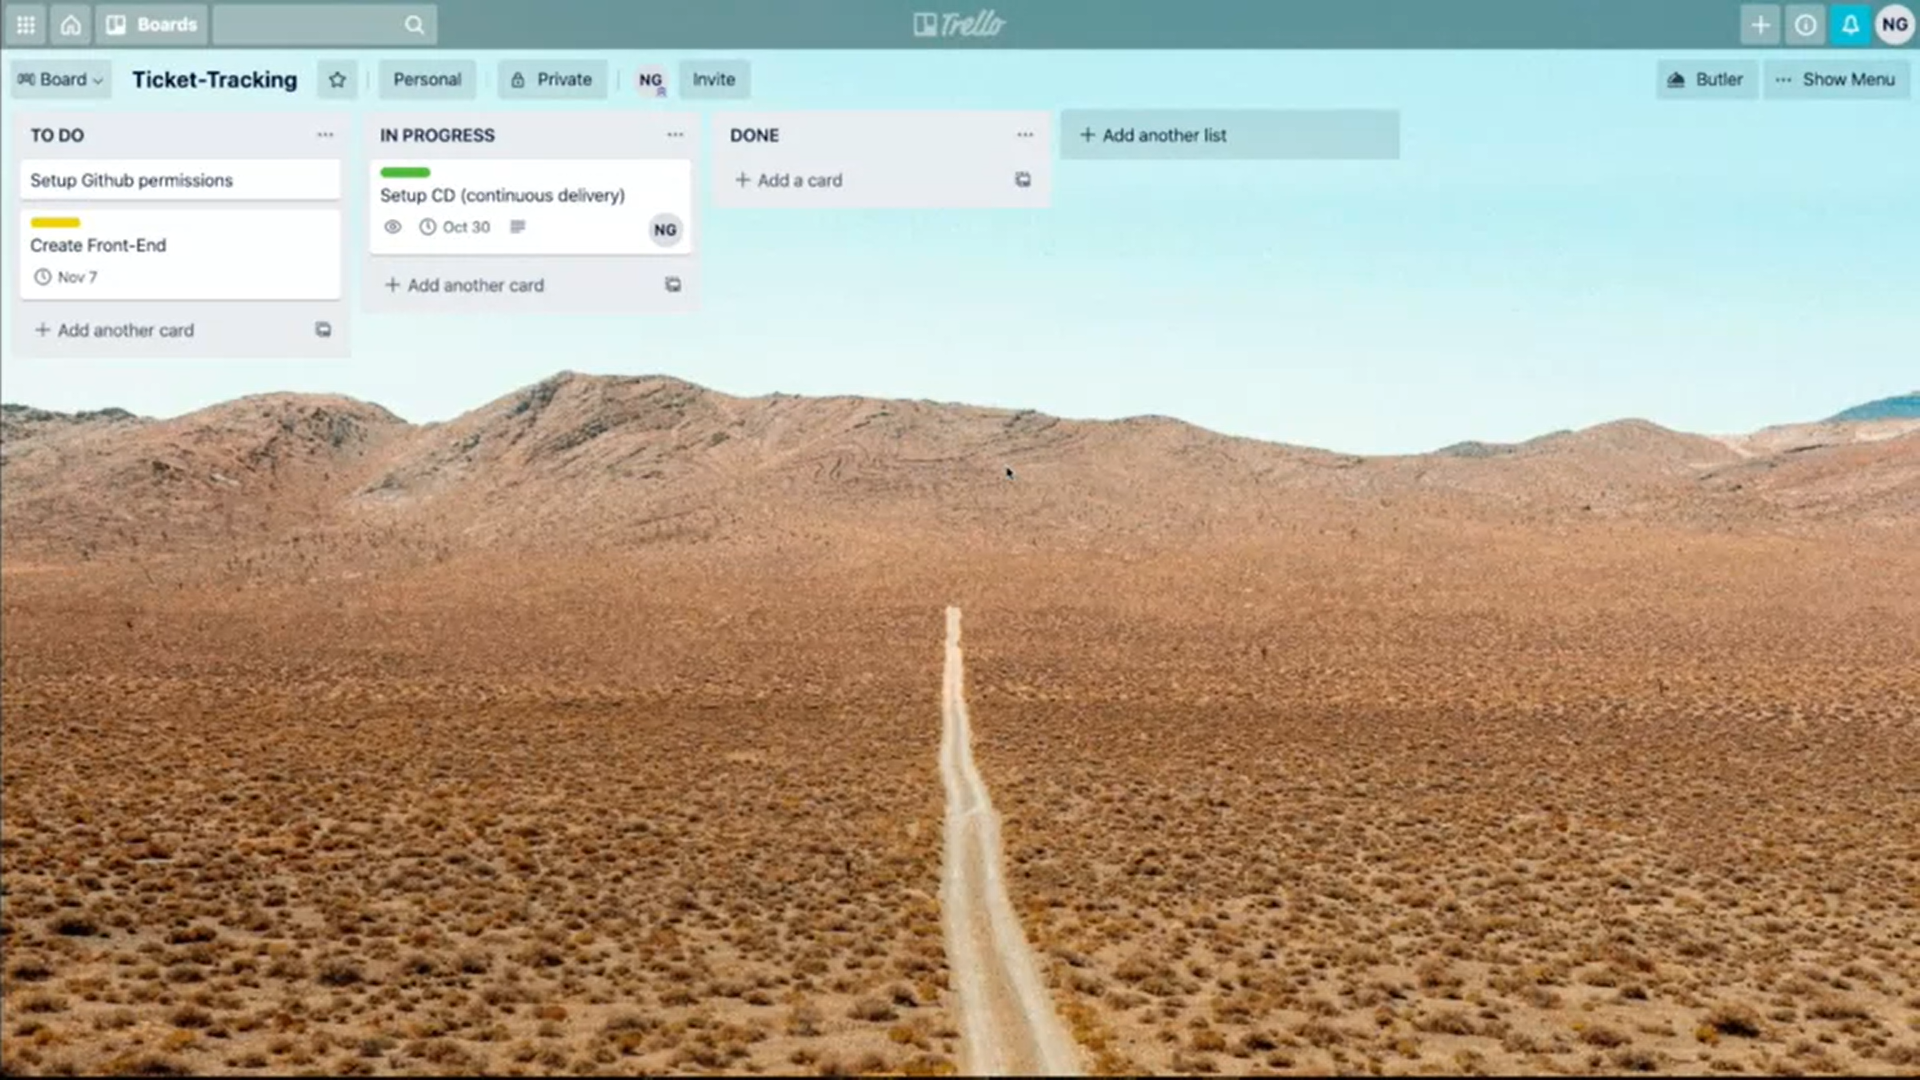 Boards
Trello
NG
Board
Ticket-Tracking
Personal
Private
NG
Invite
Butler
··· Show Menu
TO DO ···
Setup Github permissions
Create Front-End
Nov 7
+ Add another card
IN PROGRESS ···
Setup CD (continuous delivery)
Oct 30
NG
+ Add another card
DONE ···
+ Add a card
+ Add another list